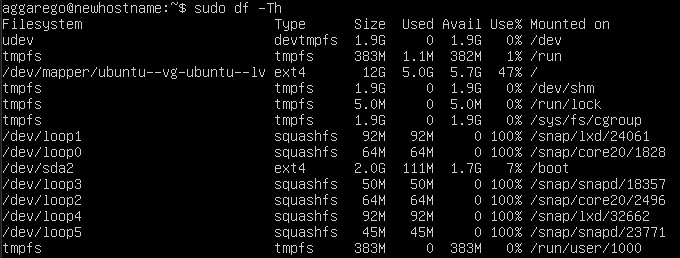 aggarego@newhostname:~$ sudo df -Th
Filesystem Type Size Used Avail Use% Mounted on
udev devtmpfs 1.9G 0 1.9G 0% /dev
tmpfs tmpfs 383M 1.1M 382M 1% /run
/dev/mapper/ubuntu--vg-ubuntu--lv ext4 12G 5.0G 5.7G 47% /
tmpfs tmpfs 1.9G 0 1.9G 0% /dev/shm
tmpfs tmpfs 5.0M 0 5.0M 0% /run/lock
tmpfs tmpfs 1.9G 0 1.9G 0% /sys/fs/cgroup
/dev/loop1 squashfs 92M 92M 0 100% /snap/lxd/24061
/dev/loop0 squashfs 64M 64M 0 100% /snap/core20/1828
/dev/sda2 ext4 2.0G 111M 1.7G 7% /boot
/dev/loop3 squashfs 50M 50M 0 100% /snap/snapd/18357
/dev/loop2 squashfs 64M 64M 0 100% /snap/core20/2496
/dev/loop4 squashfs 92M 92M 0 100% /snap/lxd/32662
/dev/loop5 squashfs 45M 45M 0 100% /snap/snapd/23771
tmpfs tmpfs 383M 0 383M 0% /run/user/1000